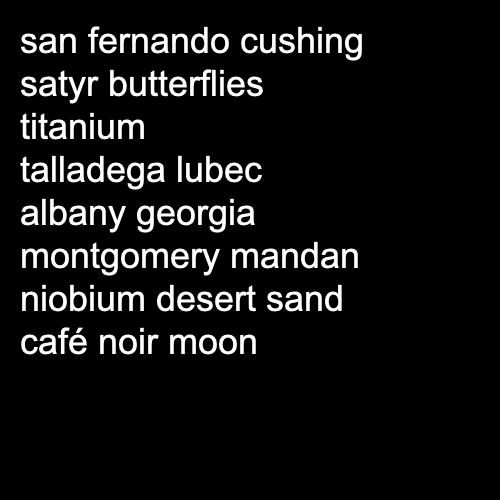 san fernando cushing
satyr butterflies
titanium
talladega lubec
albany georgia
montgomery mandan
niobium desert sand
café noir moon